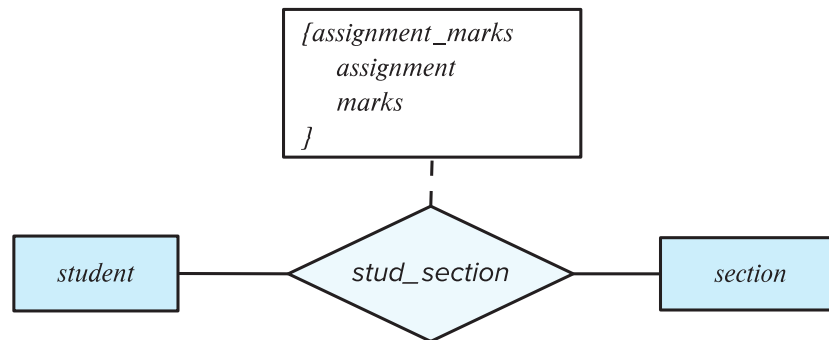 {assignment_marks
assignment
marks
}
student
stud_section
section